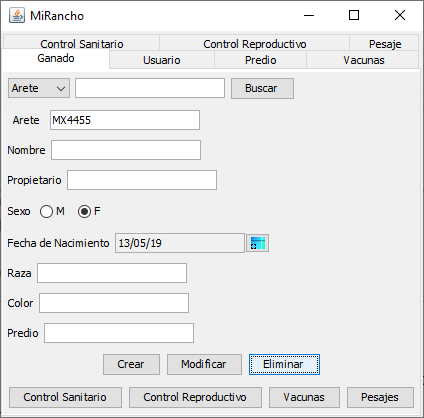 MiRancho
Control Sanitario Control Reproductivo Pesaje
Ganado Usuario Predio Vacunas
Arete Buscar
Arete MX4455
Nombre
Propietario
Sexo M F
Fecha de Nacimiento 13/05/19
Raza
Color
Predio
Crear Modificar Eliminar
Control Sanitario Control Reproductivo Vacunas Pesajes